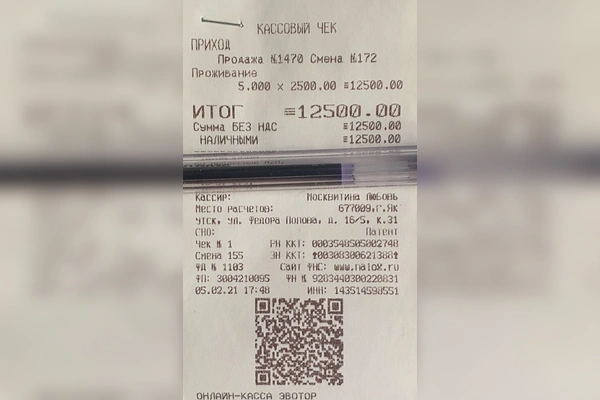 КАССОВЫЙ ЧЕК
ПРИХОД
Продажа №1470 Смена №172
Проживание
5.000 x 2500.00 ≡12500.00
ИТОГ ≡12500.00
Сумма БЕЗ НДС ≡12500.00
НАЛИЧНЫМИ ≡12500.00
Кассир: Москвитина Любовь
Место расчетов: 677009,г.Як
утск, ул. Федора Попова, д. 16/5, к.31
СНО: Патент
Чек № 1 РН ККТ: 0003548505002748
Смена 155 ЗН ККТ:
ФД № 1103 Сайт ФНС: www.nalog.ru
ФП: 3004210095 ФН № 9283440300220831
05.02.21 17:48 ИНН: 143514598551
ОНЛАЙН-КАССА ЭВОТОР